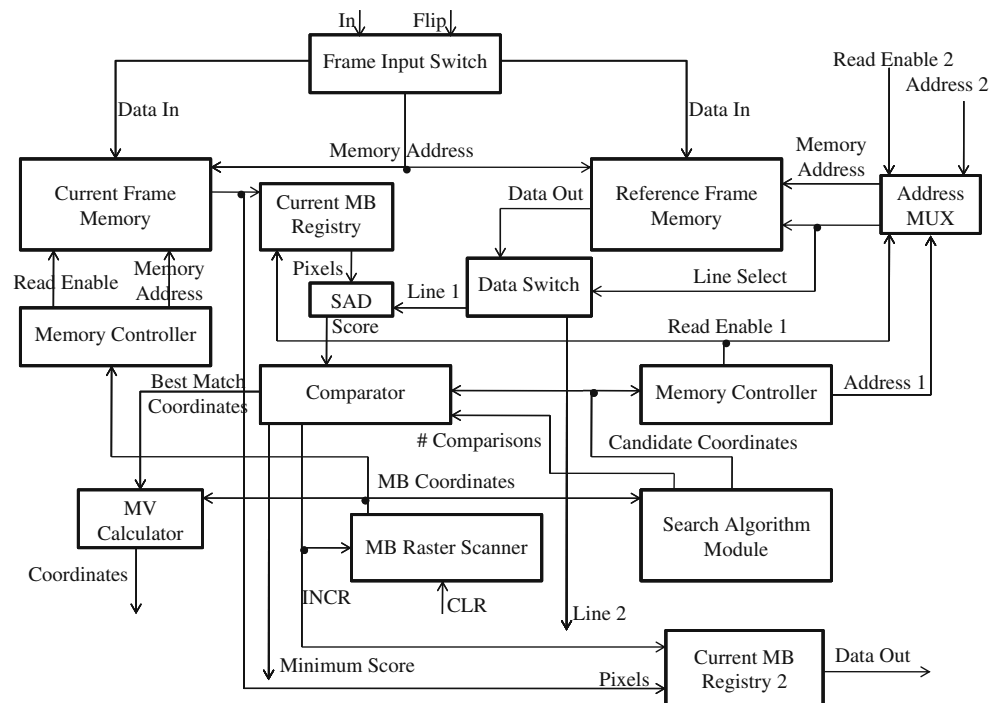 In
Flip
Frame Input Switch
Read Enable 2
Address 2
Data In
Data In
Memory Address
Memory
Address
Current Frame
Memory
Current MB
Registry
Data Out
Reference Frame
Memory
Address
MUX
Read Enable
Memory
Address
Pixels
Data Switch
Line Select
SAD
Line 1
Memory Controller
Score
Read Enable 1
Best Match
Coordinates
Comparator
Memory Controller
Address 1
# Comparisons
Candidate Coordinates
MB Coordinates
MV
Calculator
Search Algorithm
Module
MB Raster Scanner
Coordinates
INCR
CLR
Line 2
Minimum Score
Pixels
Current MB
Registry 2
Data Out